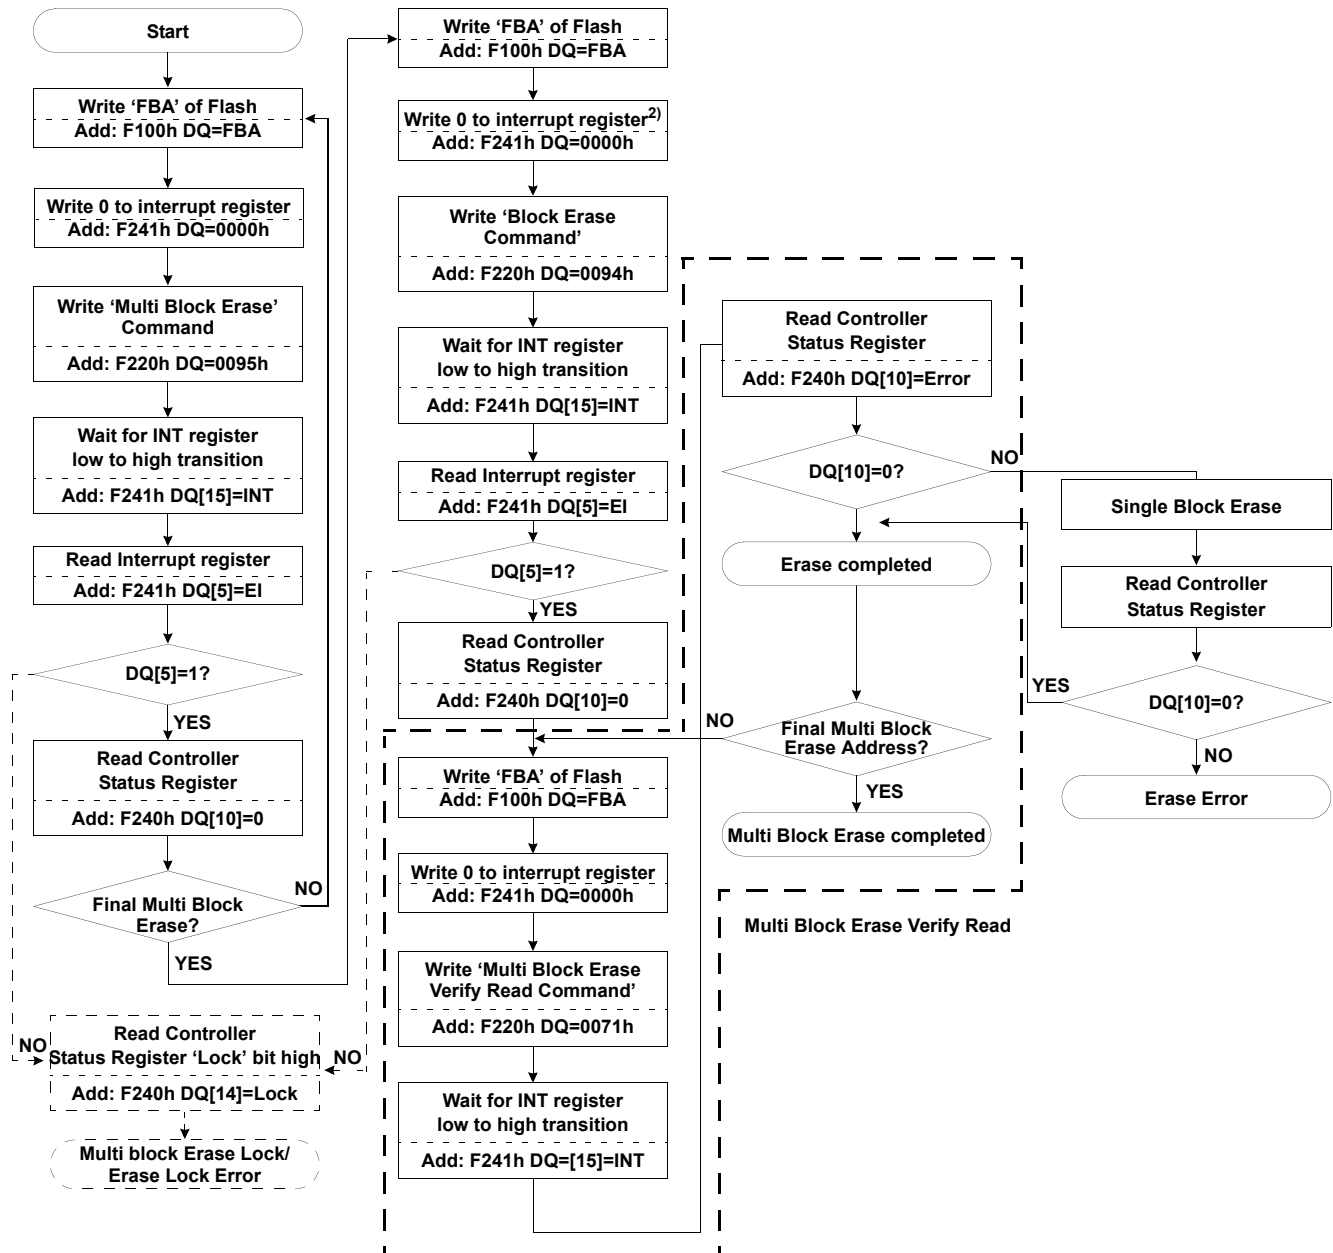 Start
Write ‘FBA’ of Flash
Add: F100h DQ=FBA
Write 0 to interrupt register
Add: F241h DQ=0000h
Write ‘Multi Block Erase’
Command
Add: F220h DQ=0095h
Wait for INT register
low to high transition
Add: F241h DQ[15]=INT
Read Interrupt register
Add: F241h DQ[5]=EI
DQ[5]=1?
YES
Read Controller
Status Register
Add: F240h DQ[10]=0
Final Multi Block
Erase?
NO
YES
NO
Read Controller
Status Register ‘Lock’ bit high
NO
Add: F240h DQ[14]=Lock
Multi block Erase Lock/
Erase Lock Error
Write ‘FBA’ of Flash
Add: F100h DQ=FBA
Write 0 to interrupt register2)
Add: F241h DQ=0000h
Write ‘Block Erase
Command’
Add: F220h DQ=0094h
Wait for INT register
low to high transition
Add: F241h DQ[15]=INT
Read Interrupt register
Add: F241h DQ[5]=EI
DQ[5]=1?
YES
Read Controller
Status Register
Add: F240h DQ[10]=0
Write ‘FBA’ of Flash
Add: F100h DQ=FBA
Write 0 to interrupt register
Add: F241h DQ=0000h
Write ‘Multi Block Erase
Verify Read Command’
Add: F220h DQ=0071h
Wait for INT register
low to high transition
Add: F241h DQ=[15]=INT
Read Controller
Status Register
Add: F240h DQ[10]=Error
DQ[10]=0?
NO
Erase completed
NO
Final Multi Block
Erase Address?
YES
Multi Block Erase completed
Multi Block Erase Verify Read
Single Block Erase
Read Controller
Status Register
YES
DQ[10]=0?
NO
Erase Error